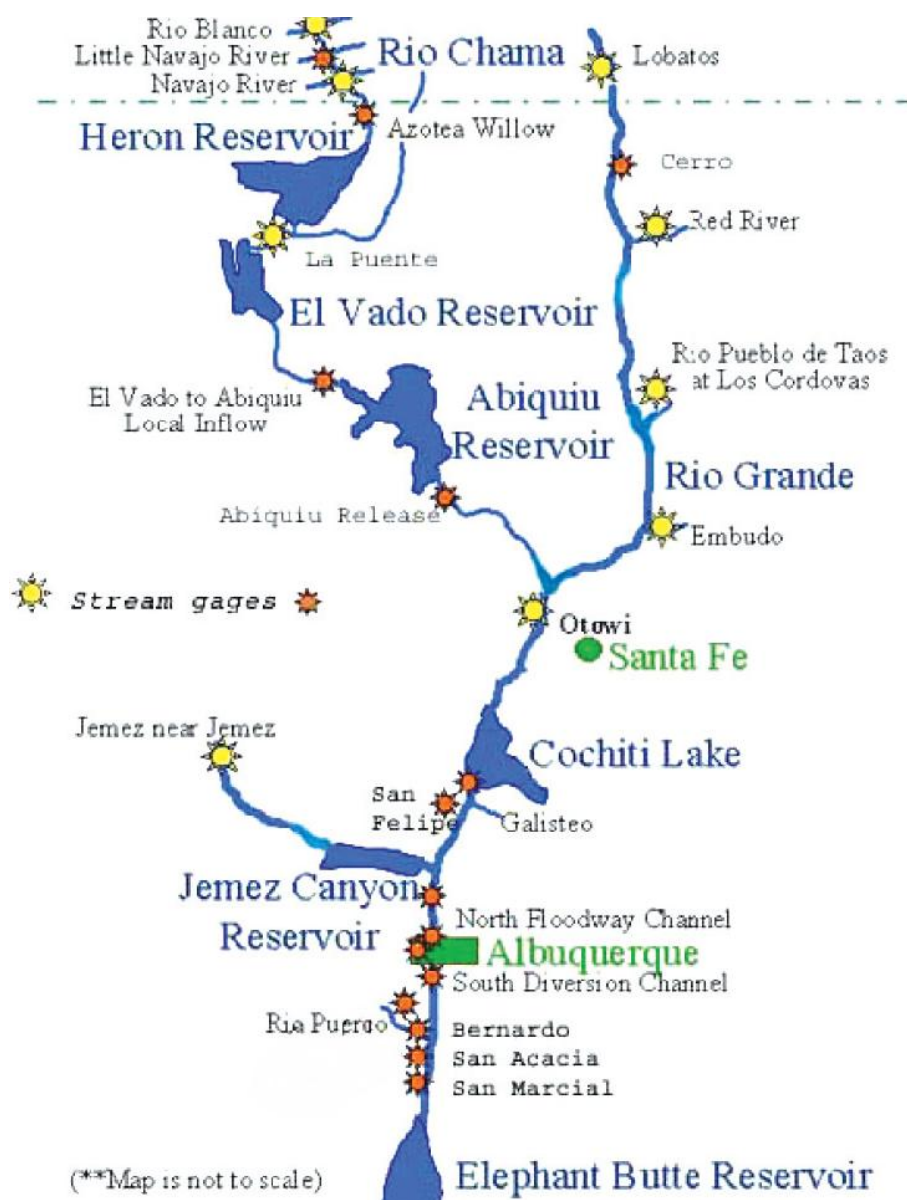 Rio Blanco
Little Navajo River
Navajo River
Rio Chama
Lobatos
Heron Reservoir
Azotea Willow
Cerro
Red River
La Puente
El Vado Reservoir
Rio Pueblo de Taos
at Los Cordovas
El Vado to Abiquiu
Local Inflow
Abiquiu
Reservoir
Rio Grande
Abiquiu Release
Embudo
Stream gages
Otowi
Santa Fe
Jemez near Jemez
Cochiti Lake
San
Felipe
Galisteo
Jemez Canyon
Reservoir
North Floodway Channel
Albuquerque
South Diversion Channel
Rio Puerco
Bernardo
San Acacia
San Marcial
(**Map is not to scale)
Elephant Butte Reservoir